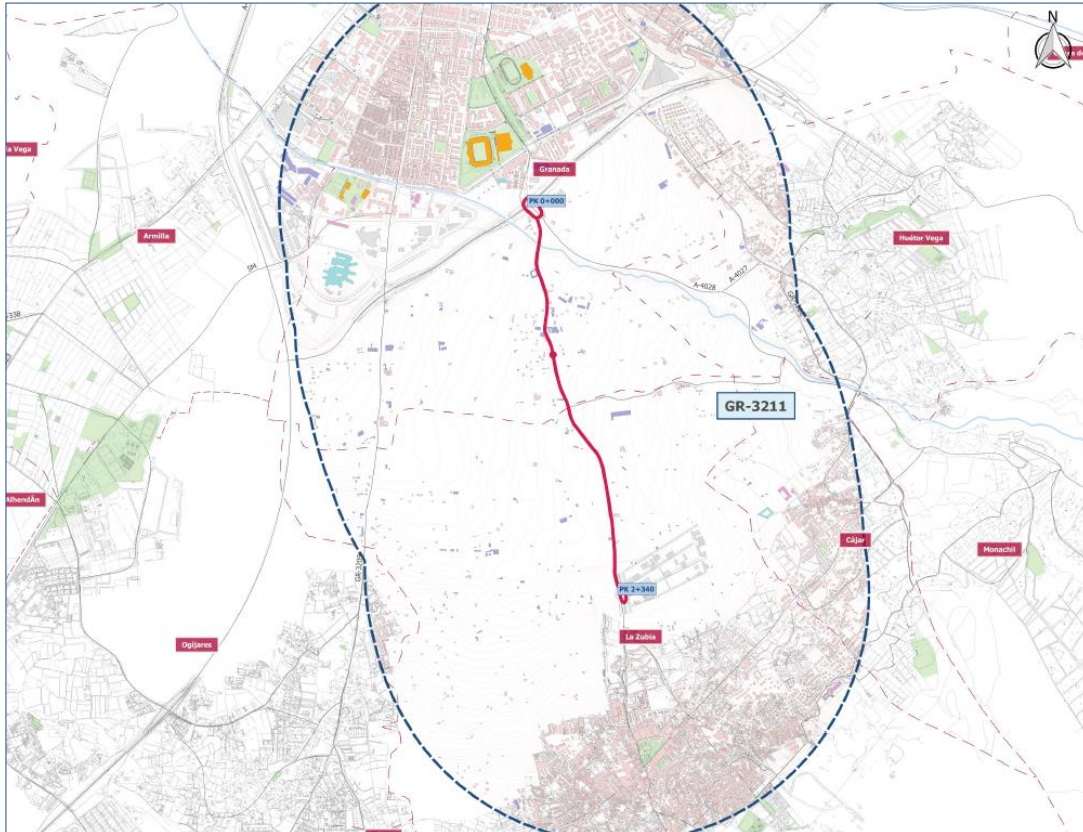 N
la Vega
Granada
PK 0+000
Armilla
Huétor Vega
A-4027
A-4028
GR-3211
AlhendÃn
Cájar
Monachil
PK 2+340
Ogíjares
La Zubia